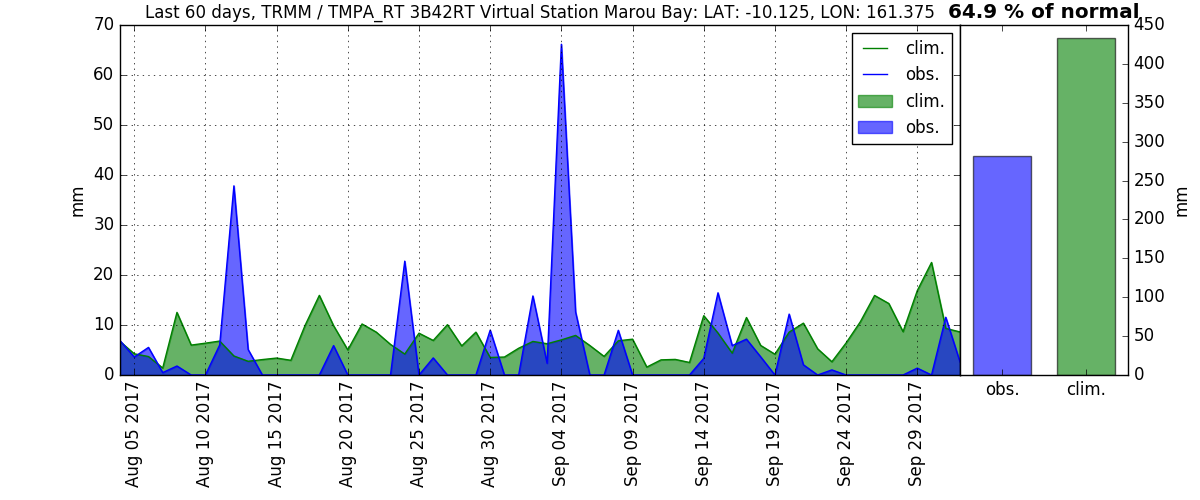 Last 60 days, TRMM / TMPA_RT 3B42RT Virtual Station Marou Bay: LAT: -10.125, LON: 161.375 64.9 % of normal
70
60
50
40
30
20
10
0
mm
clim.
obs.
clim.
obs.
450
400
350
300
250
200
150
100
50
0
mm
obs.
clim.
Aug 05 2017
Aug 10 2017
Aug 15 2017
Aug 20 2017
Aug 25 2017
Aug 30 2017
Sep 04 2017
Sep 09 2017
Sep 14 2017
Sep 19 2017
Sep 24 2017
Sep 29 2017